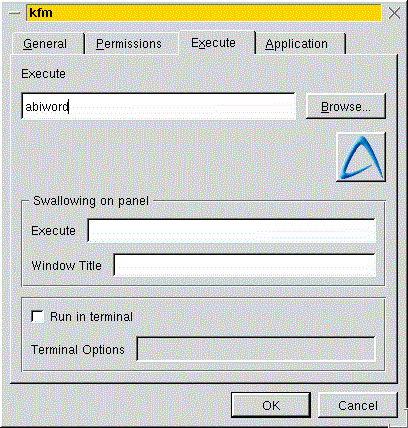 kfm
General Permissions Execute Application
Execute
abiword Browse...
Swallowing on panel
Execute
Window Title
Run in terminal
Terminal Options
OK Cancel